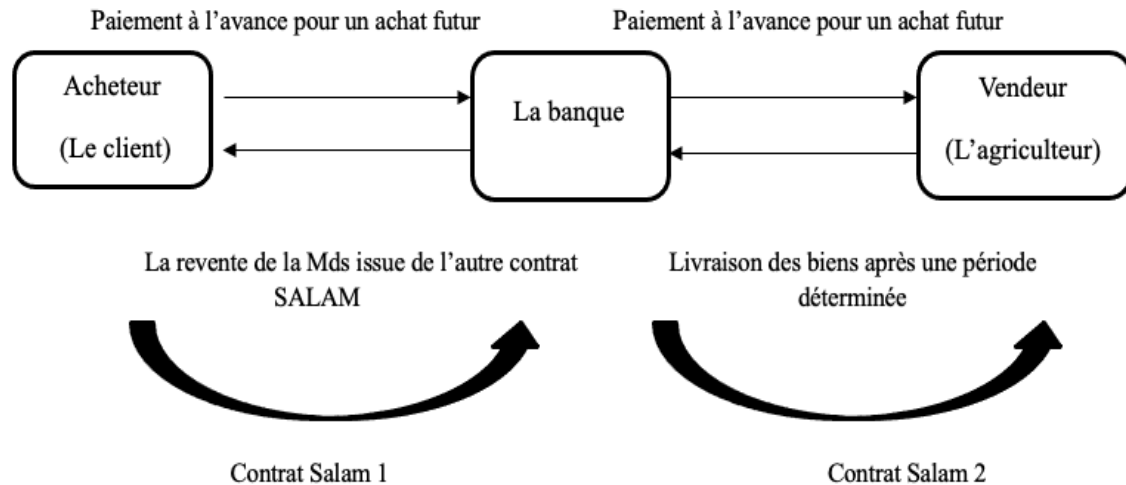 Paiement à l’avance pour un achat futur
Paiement à l’avance pour un achat futur
Acheteur
(Le client)
La banque
Vendeur
(L’agriculteur)
La revente de la Mds issue de l’autre contrat
SALAM
Livraison des biens après une période
déterminée
Contrat Salam 1
Contrat Salam 2